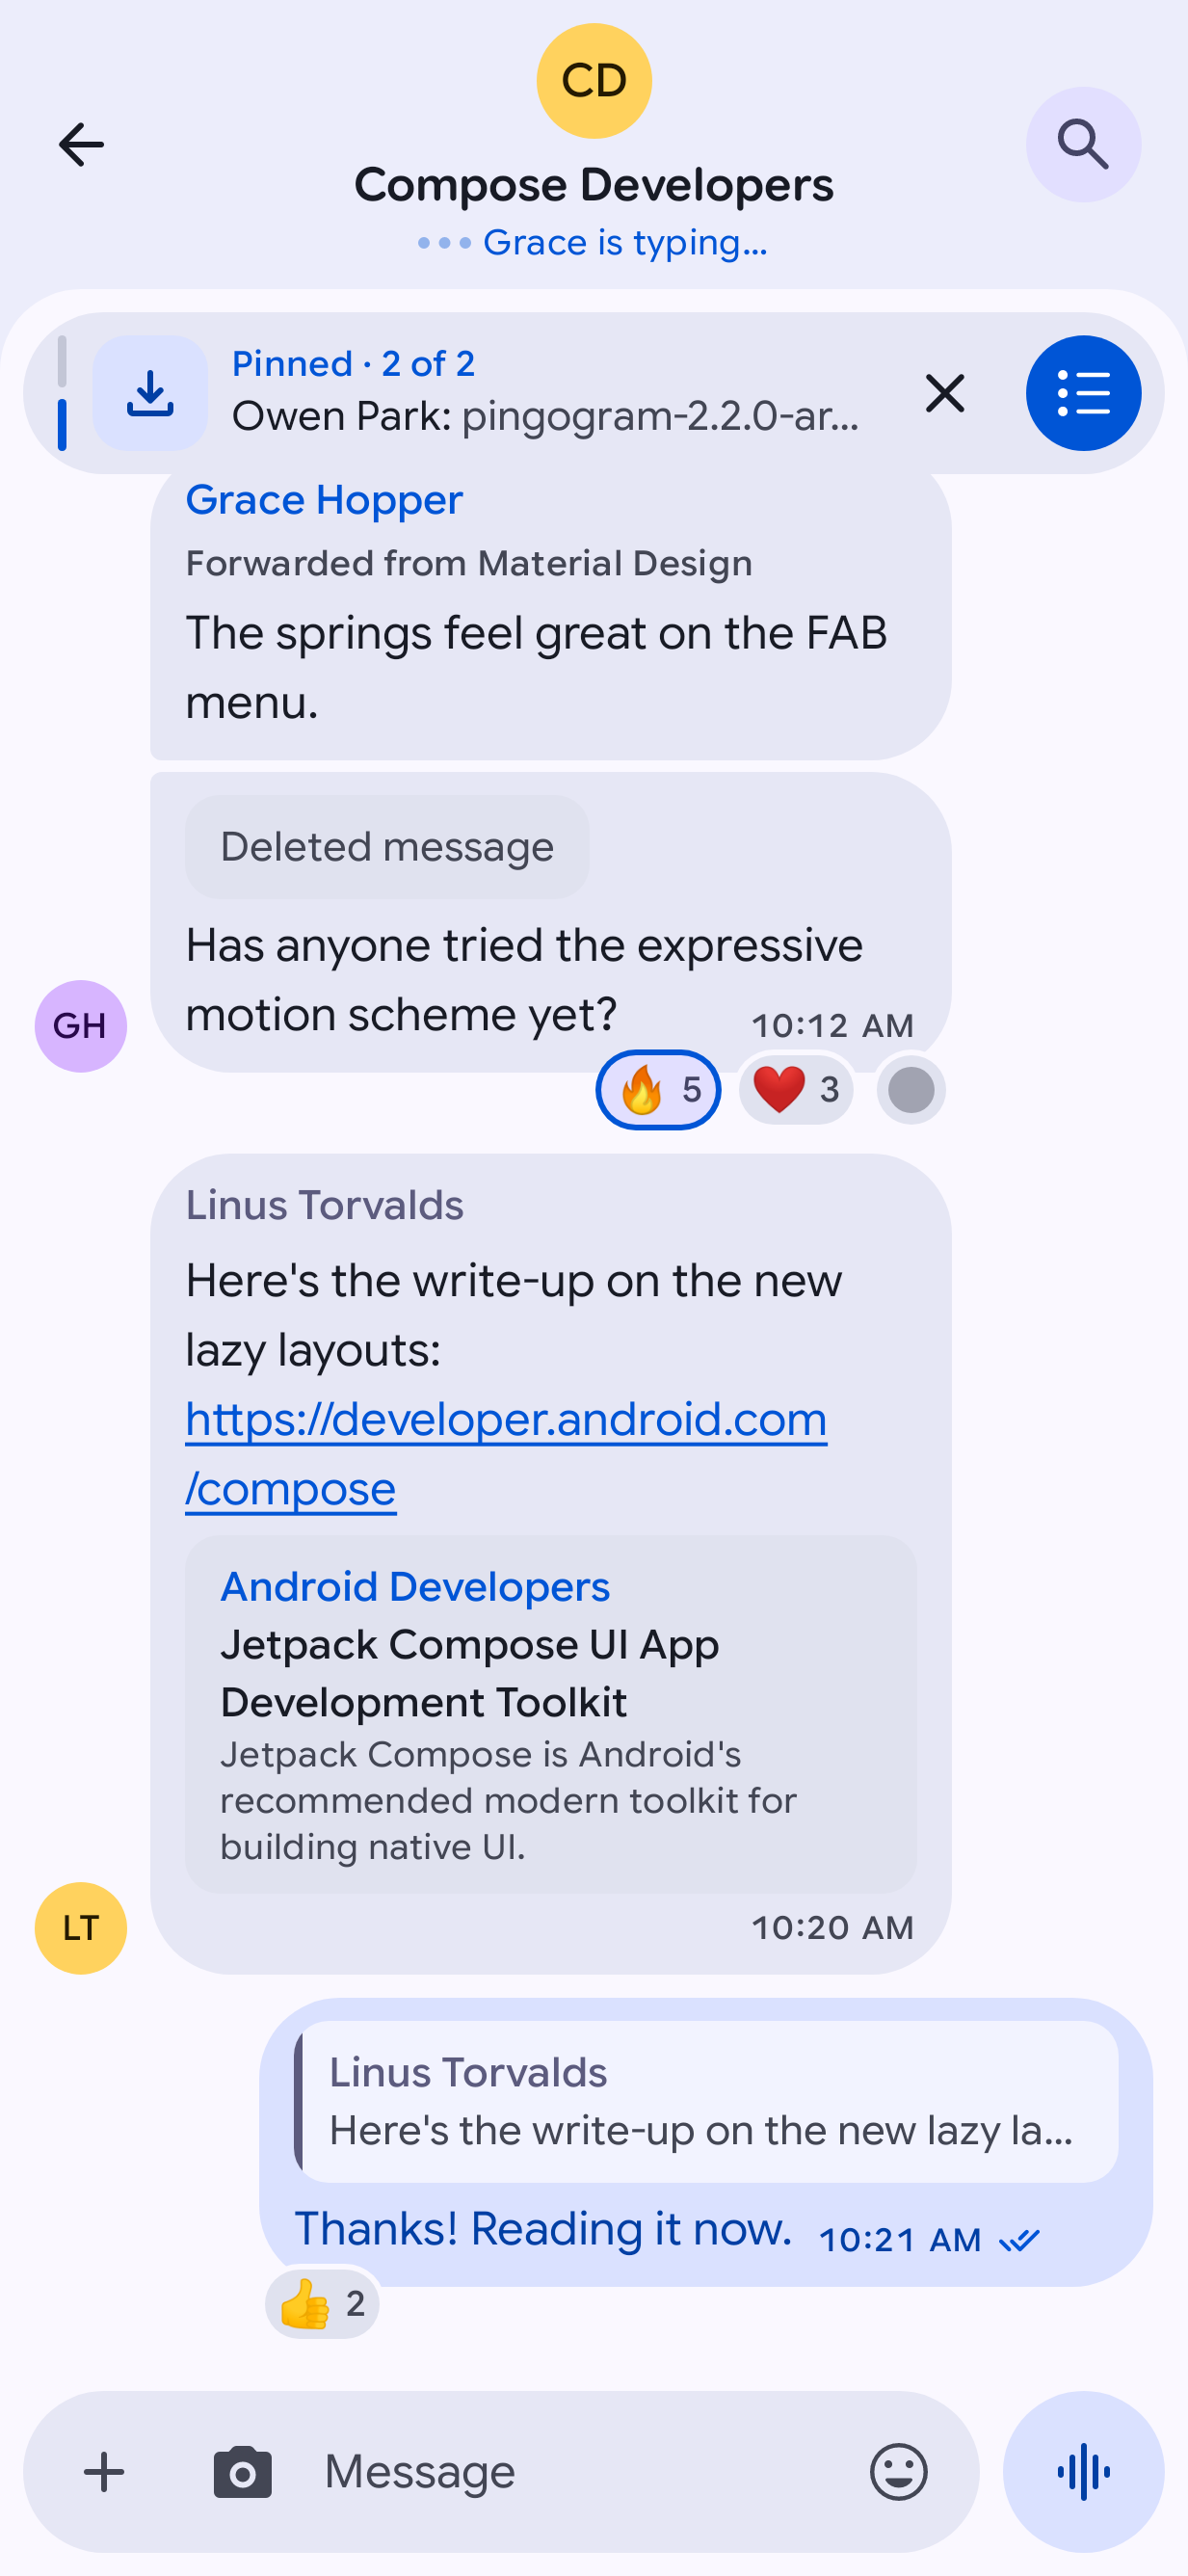 CD
Compose Developers
Grace is typing...
Pinned · 2 of 2
Owen Park: pingogram-2.2.0-ar...
Grace Hopper
Forwarded from Material Design
The springs feel great on the FAB
menu.
Deleted message
Has anyone tried the expressive
motion scheme yet?
10:12 AM
GH
🔥 5 ❤️ 3
Linus Torvalds
Here's the write-up on the new
lazy layouts:
https://developer.android.com
/compose
Android Developers
Jetpack Compose UI App
Development Toolkit
Jetpack Compose is Android's
recommended modern toolkit for
building native UI.
LT
10:20 AM
Linus Torvalds
Here's the write-up on the new lazy la...
Thanks! Reading it now. 10:21 AM
👍 2
Message